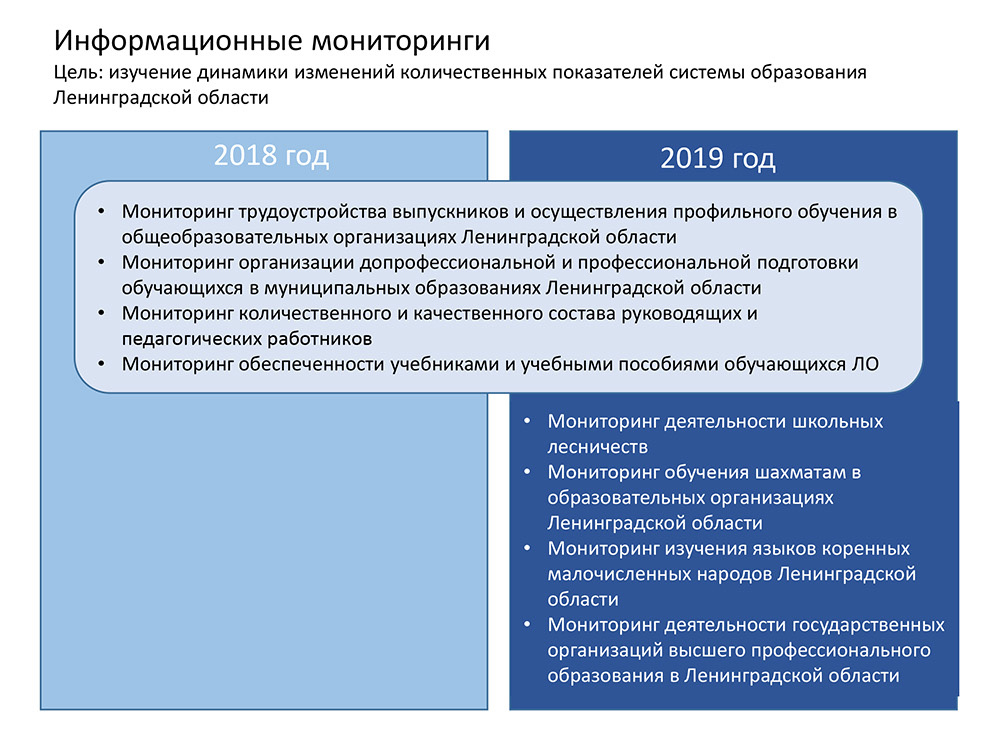 Информационные мониторинги
Цель: изучение динамики изменений количественных показателей системы образования
Ленинградской области
2018 год
2019 год
• Мониторинг трудоустройства выпускников и осуществления профильного обучения в
общеобразовательных организациях Ленинградской области
• Мониторинг организации допрофессиональной и профессиональной подготовки
обучающихся в муниципальных образованиях Ленинградской области
• Мониторинг количественного и качественного состава руководящих и
педагогических работников
• Мониторинг обеспеченности учебниками и учебными пособиями обучающихся ЛО
• Мониторинг деятельности школьных
лесничеств
• Мониторинг обучения шахматам в
образовательных организациях
Ленинградской области
• Мониторинг изучения языков коренных
малочисленных народов Ленинградской
области
• Мониторинг деятельности государственных
организаций высшего профессионального
образования в Ленинградской области